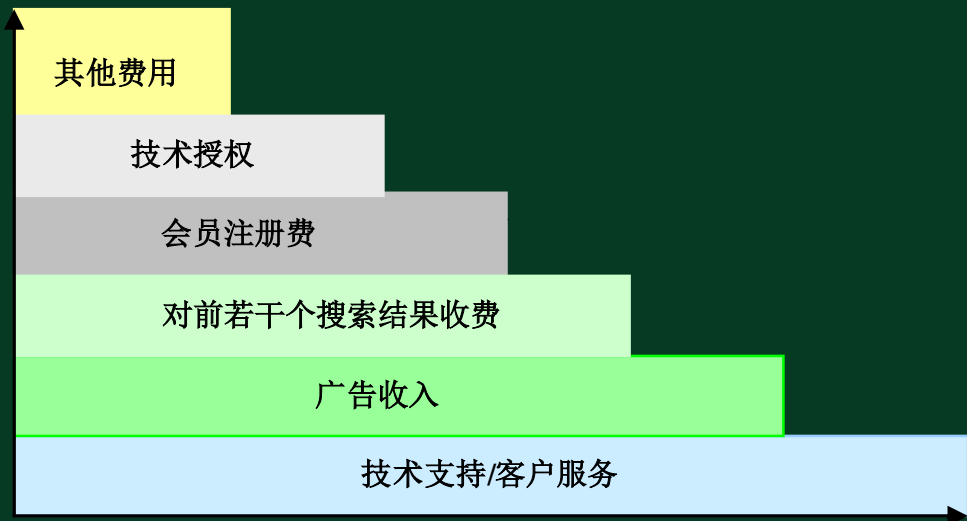 其他费用
技术授权
会员注册费
对前若干个搜索结果收费
广告收入
技术支持/客户服务